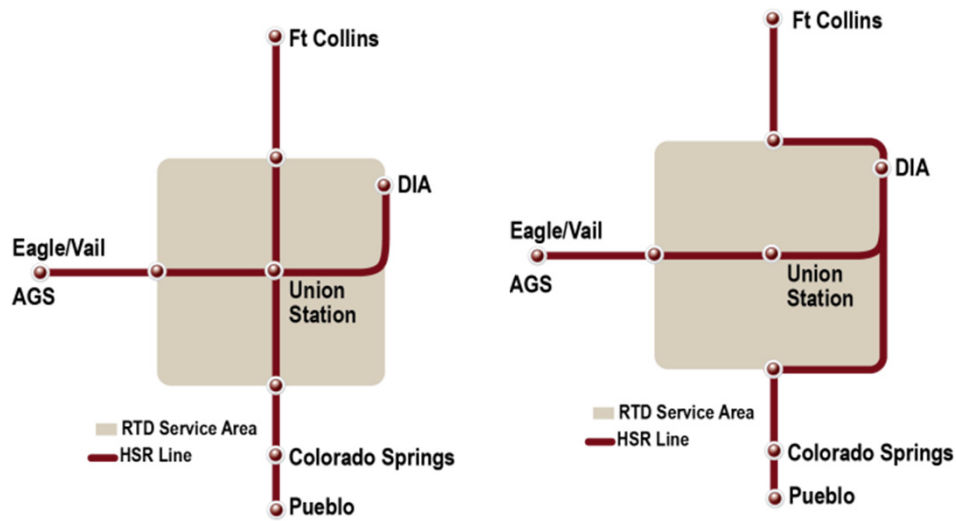 Ft Collins
DIA
Eagle/Vail
AGS
Union
Station
RTD Service Area
HSR Line
Colorado Springs
Pueblo
Ft Collins
DIA
Eagle/Vail
AGS
Union
Station
RTD Service Area
HSR Line
Colorado Springs
Pueblo